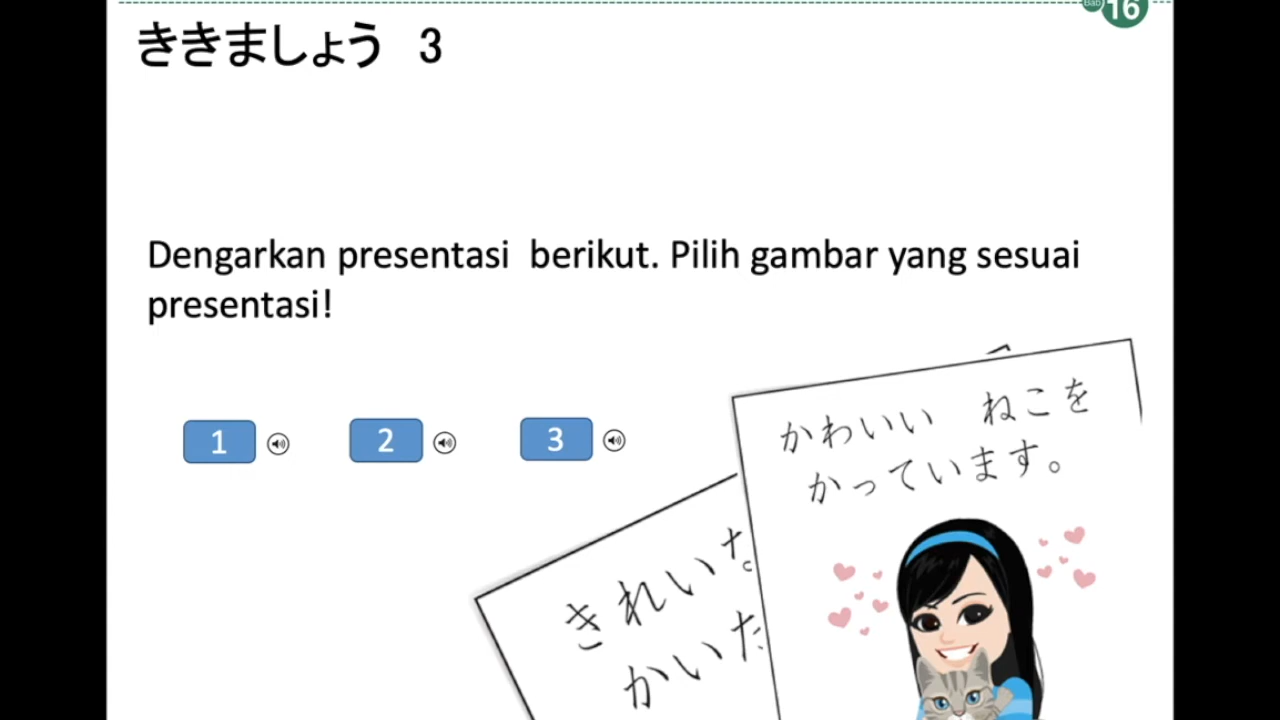 Bab 16
ききましょう 3
Dengarkan presentasi berikut. Pilih gambar yang sesuai
presentasi!
1 2 3
かわいい ねこを
かっています。
きれいな
かいた